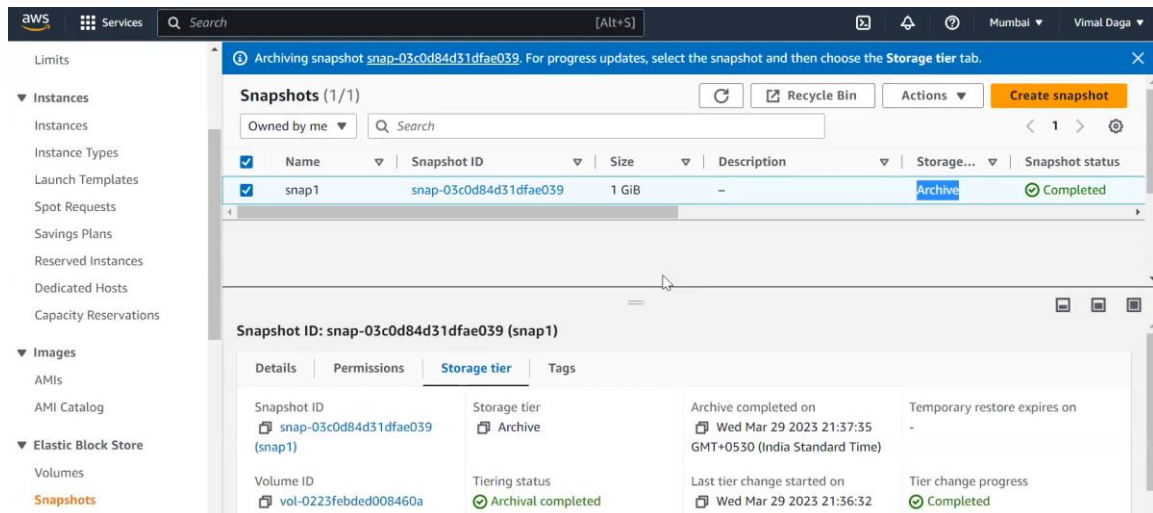 aws Services Search [Alt+S] Mumbai Vimal Daga
Limits
Instances
Instances
Instance Types
Launch Templates
Spot Requests
Savings Plans
Reserved Instances
Dedicated Hosts
Capacity Reservations
Images
AMIs
AMI Catalog
Elastic Block Store
Volumes
Snapshots
Archiving snapshot snap-03c0d84d31dfae039. For progress updates, select the snapshot and then choose the Storage tier tab.
Snapshots (1/1) Recycle Bin Actions Create snapshot
Owned by me Search 1
Name Snapshot ID Size Description Storage... Snapshot status
snap1 snap-03c0d84d31dfae039 1 GiB – Archive Completed
Snapshot ID: snap-03c0d84d31dfae039 (snap1)
Details Permissions Storage tier Tags
Snapshot ID Storage tier Archive completed on Temporary restore expires on
snap-03c0d84d31dfae039 Archive Wed Mar 29 2023 21:37:35 -
(snap1) GMT+0530 (India Standard Time)
Volume ID Tiering status Last tier change started on Tier change progress
vol-0223febded008460a Archival completed Wed Mar 29 2023 21:36:32 Completed